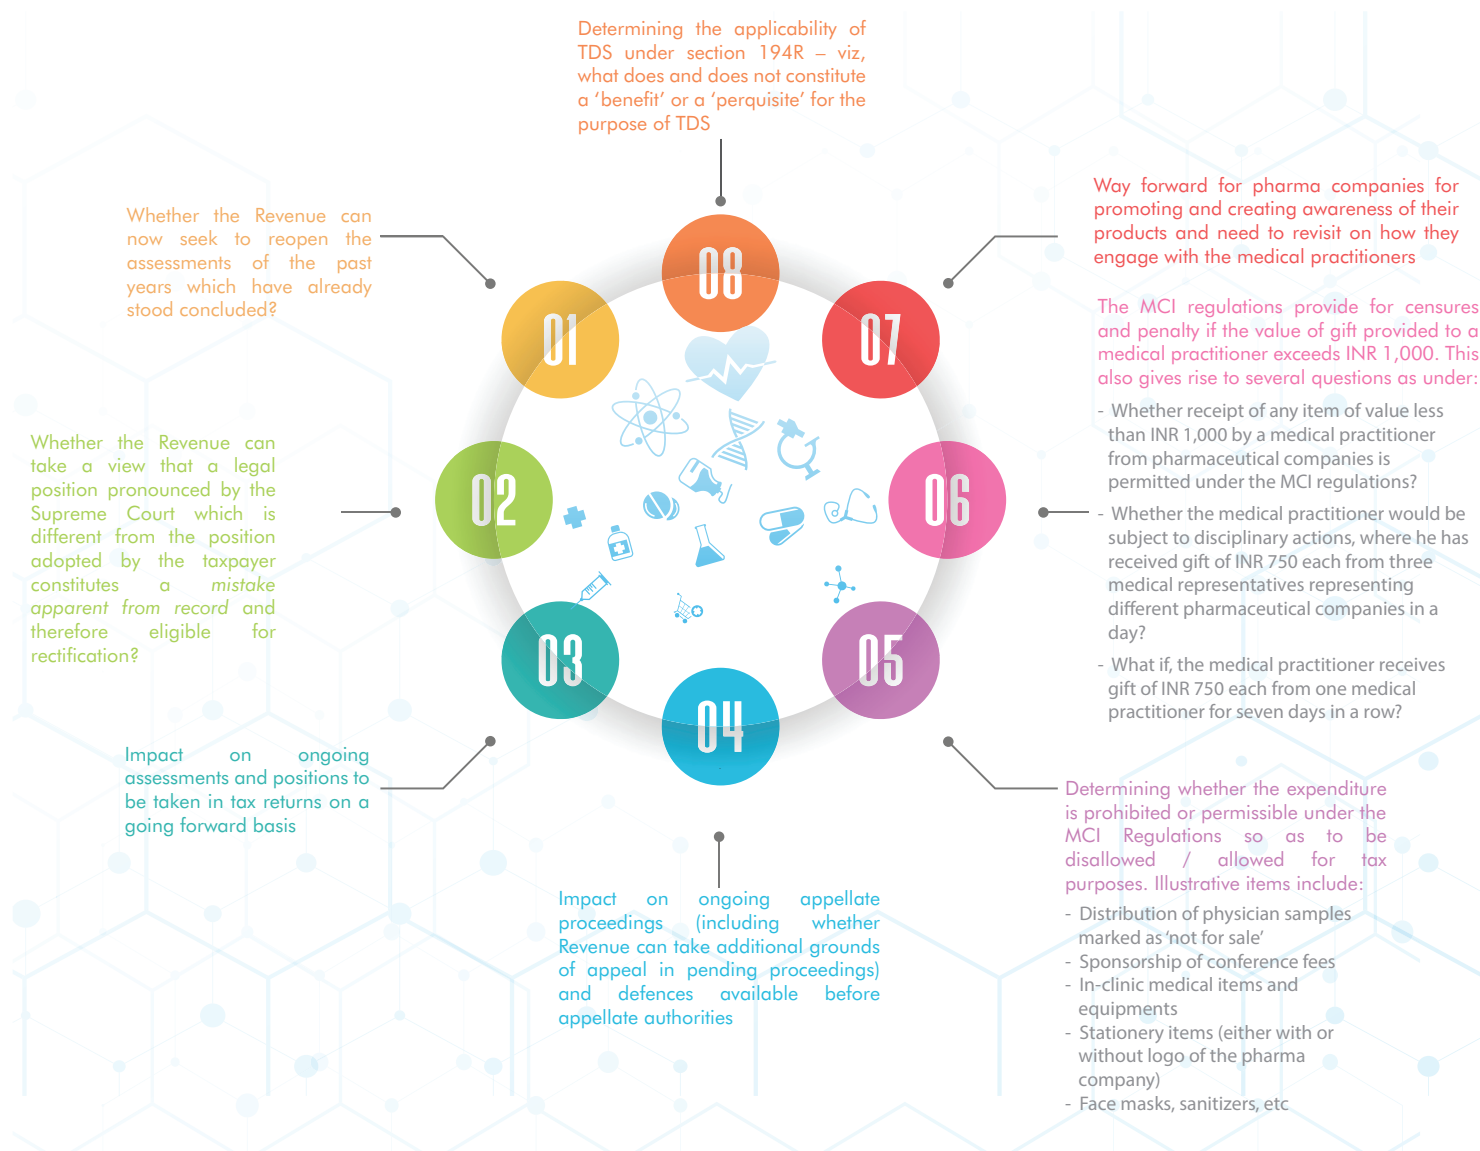 Determining the applicability of
TDS under section 194R – viz,
what does and does not constitute
a ‘benefit’ or a ‘perquisite’ for the
purpose of TDS
08
Whether the Revenue can
now seek to reopen the
assessments of the past
years which have already
stood concluded?
01
Whether the Revenue can
take a view that a legal
position pronounced by the
Supreme Court which is
different from the position
adopted by the taxpayer
constitutes a mistake
apparent from record and
therefore eligible for
rectification?
02
Impact on ongoing
assessments and positions to
be taken in tax returns on a
going forward basis
03
Impact on ongoing appellate
proceedings (including whether
Revenue can take additional grounds
of appeal in pending proceedings)
and defences available before
appellate authorities
04
Way forward for pharma companies for
promoting and creating awareness of their
products and need to revisit on how they
engage with the medical practitioners
07
The MCI regulations provide for censures
and penalty if the value of gift provided to a
medical practitioner exceeds INR 1,000. This
also gives rise to several questions as under:
- Whether receipt of any item of value less
than INR 1,000 by a medical practitioner
from pharmaceutical companies is
permitted under the MCI regulations?
- Whether the medical practitioner would be
subject to disciplinary actions, where he has
received gift of INR 750 each from three
medical representatives representing
different pharmaceutical companies in a
day?
- What if, the medical practitioner receives
gift of INR 750 each from one medical
practitioner for seven days in a row?
06
Determining whether the expenditure
is prohibited or permissible under the
MCI Regulations so as to be
disallowed / allowed for tax
purposes. Illustrative items include:
- Distribution of physician samples
marked as ‘not for sale’
- Sponsorship of conference fees
- In-clinic medical items and
equipments
- Stationery items (either with or
without logo of the pharma
company)
- Face masks, sanitizers, etc
05